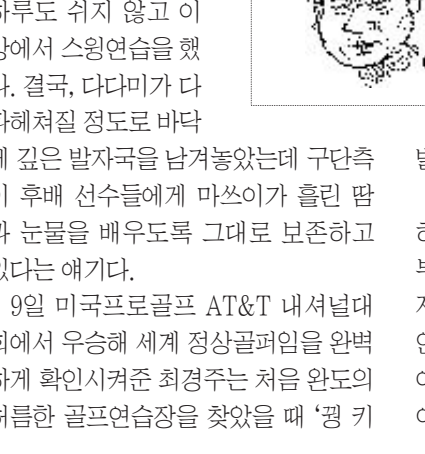 하루도 쉬지 않고 이
상에서 스윙연습을 했
다. 결국, 다다미가 다
파헤쳐질 정도로 바닥
에 깊은 발자국을 남겨놓았는데 구단측
이 후배 선수들에게 마쓰이가 흘린 땀
과 눈물을 배우도록 그대로 보존하고
있다는 얘기다.
9일 미국프로골프 AT&T 내셔널대
회에서 우승해 세계 정상골퍼임을 완벽
하게 확인시켜준 최경주는 처음 완도의
허름한 골프연습장을 찾았을 때 ‘꿩 키